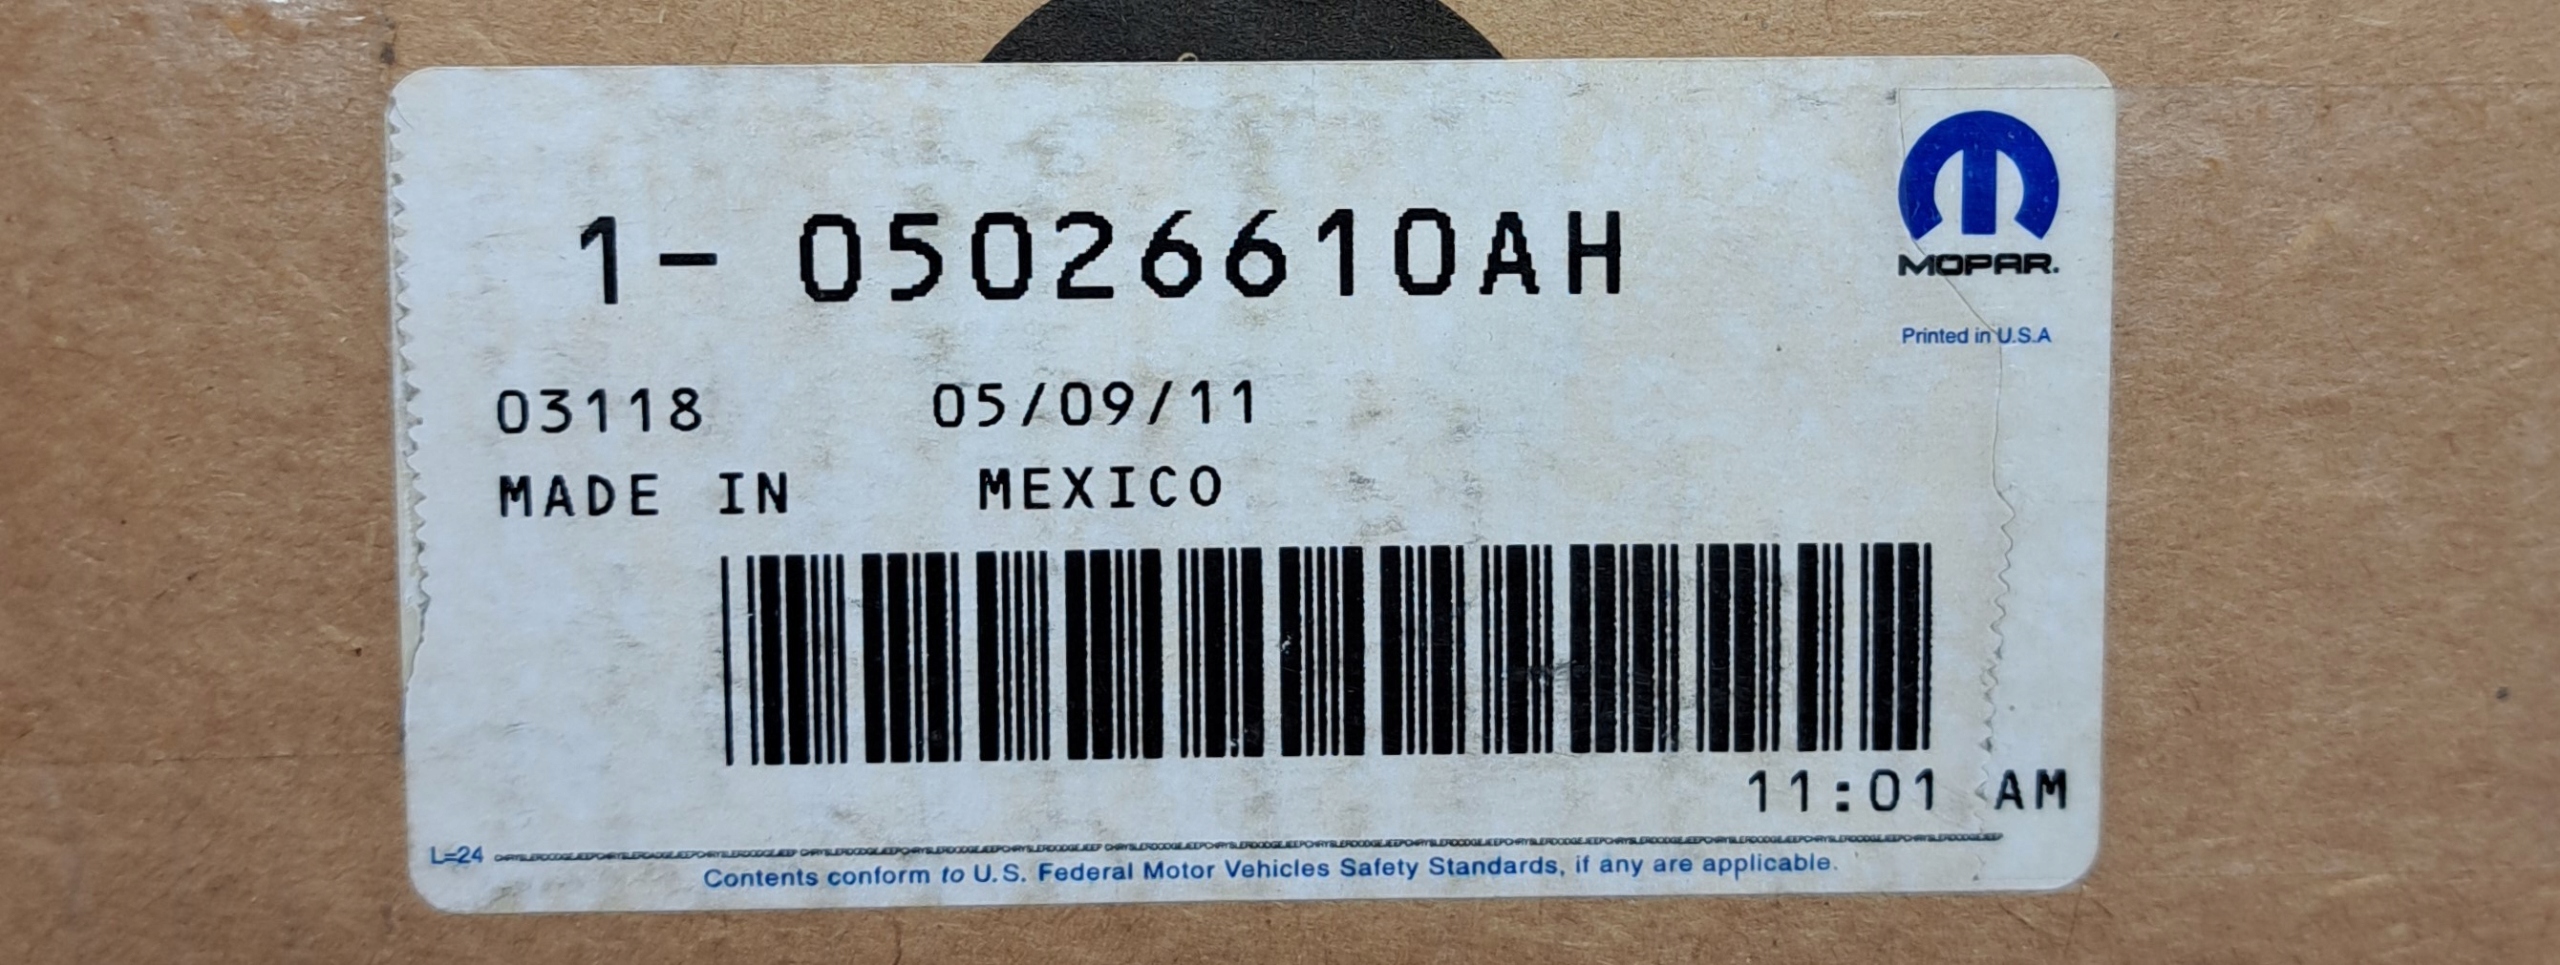 1- 05026610AH
MOPAR.
Printed in U.S.A
03118 05/09/11
MADE IN MEXICO
11:01 AM
L=24
Contents conform to U.S. Federal Motor Vehicles Safety Standards, if any are applicable.